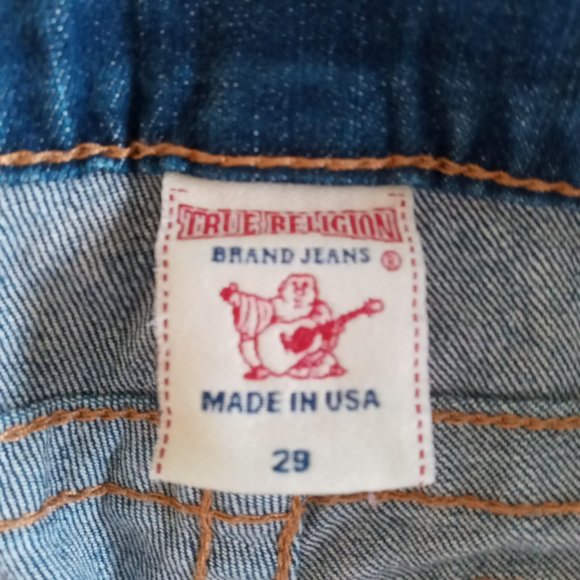 TRUE RELIGION
BRAND JEANS ®
MADE IN USA
29